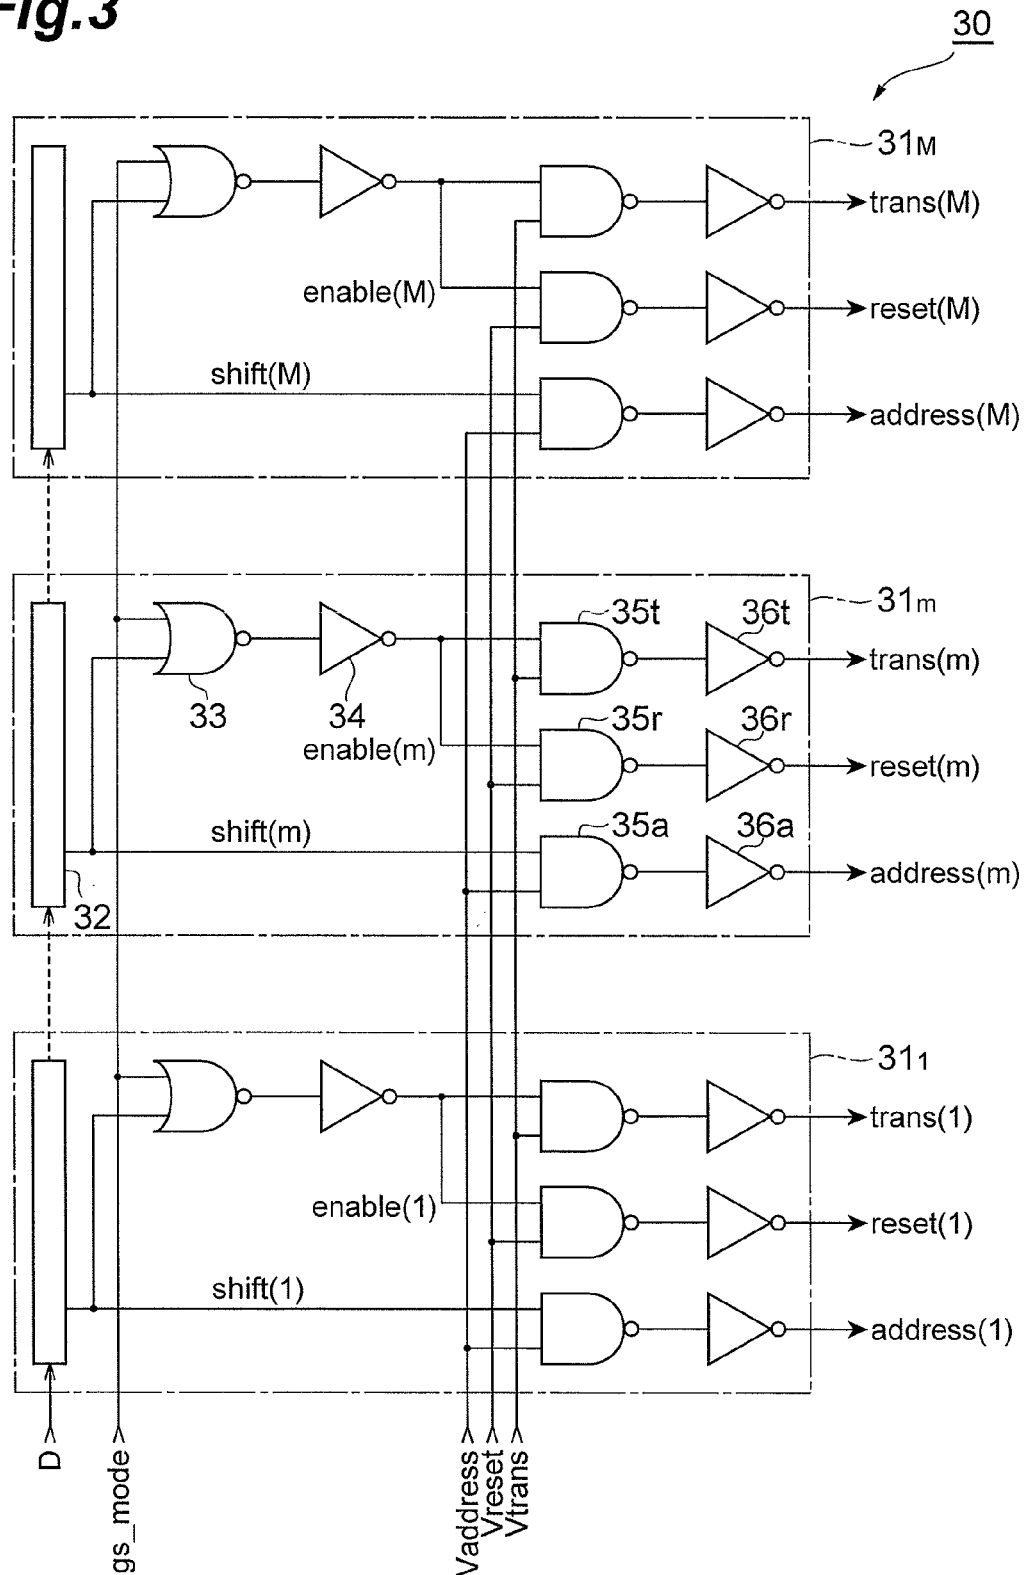 Fig.3
30
31M
trans(M)
enable(M)
reset(M)
shift(M)
address(M)
31m
35t
36t
trans(m)
33
34
35r
36r
enable(m)
reset(m)
shift(m)
35a
36a
address(m)
32
311
trans(1)
enable(1)
reset(1)
shift(1)
address(1)
D
gs_mode
Vaddress
Vreset
Vtrans